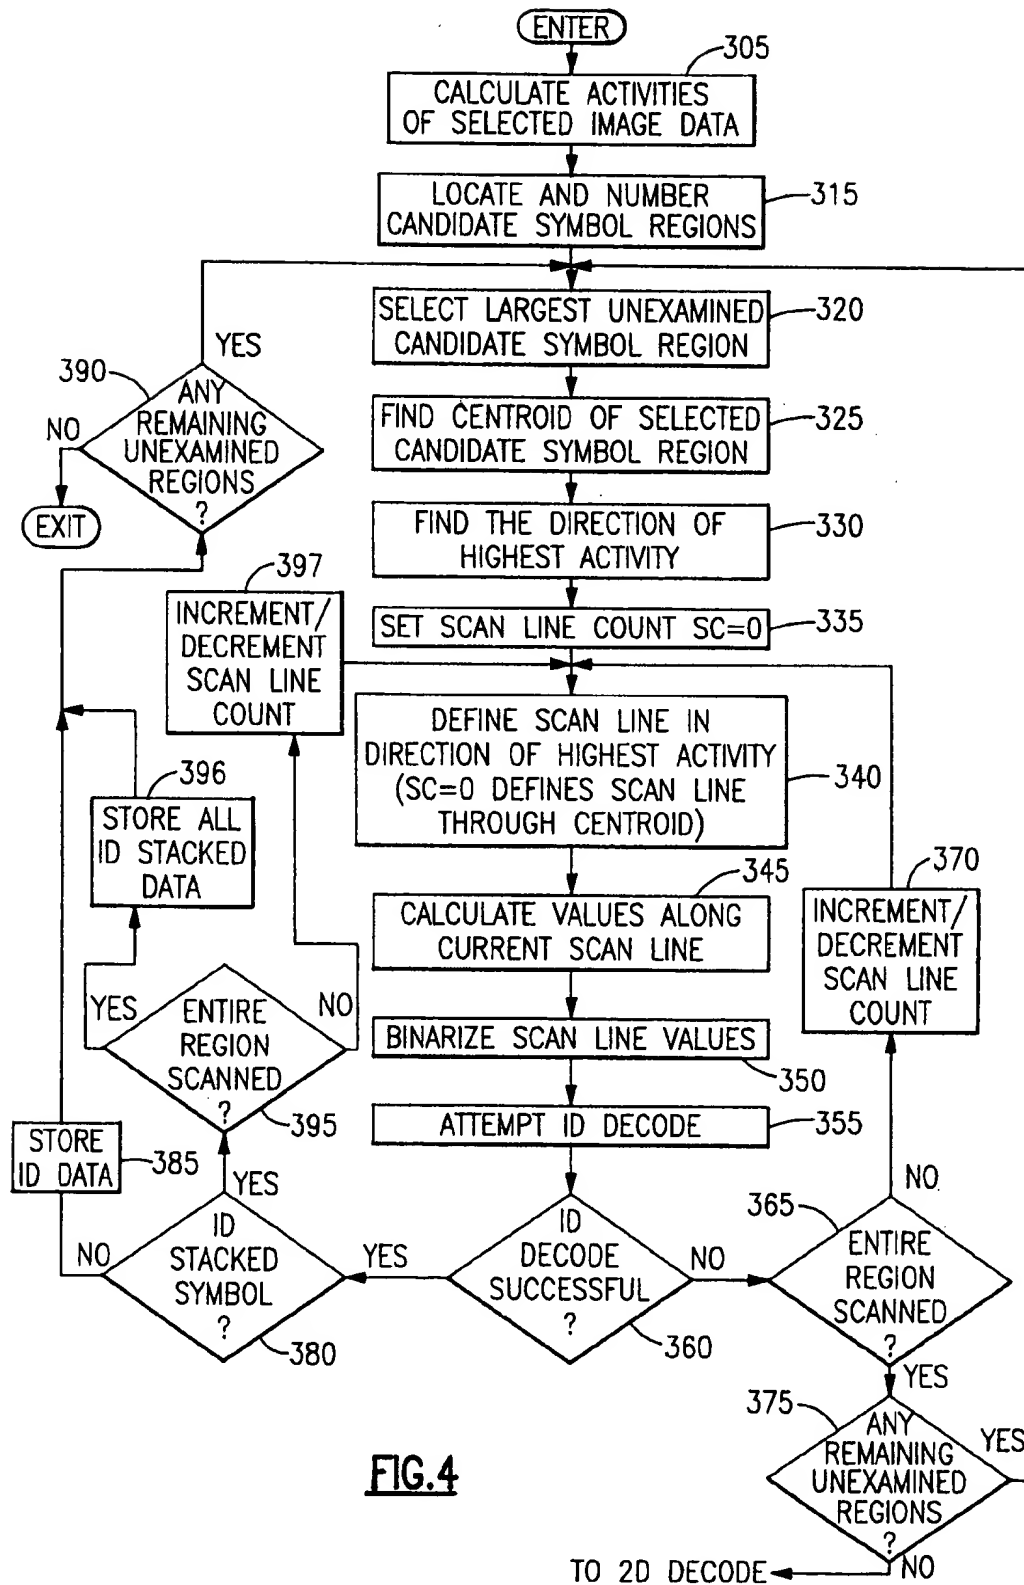 ENTER
305
CALCULATE ACTIVITIES
OF SELECTED IMAGE DATA
LOCATE AND NUMBER
CANDIDATE SYMBOL REGIONS
315
SELECT LARGEST UNEXAMINED
CANDIDATE SYMBOL REGION
320
YES
390
ANY
REMAINING
UNEXAMINED
REGIONS
?
NO
EXIT
FIND CENTROID OF SELECTED
CANDIDATE SYMBOL REGION
325
FIND THE DIRECTION OF
HIGHEST ACTIVITY
330
397
INCREMENT/
DECREMENT
SCAN LINE
COUNT
SET SCAN LINE COUNT SC=0
335
DEFINE SCAN LINE IN
DIRECTION OF HIGHEST ACTIVITY
(SC=0 DEFINES SCAN LINE
THROUGH CENTROID)
340
396
STORE ALL
ID STACKED
DATA
345
CALCULATE VALUES ALONG
CURRENT SCAN LINE
370
INCREMENT/
DECREMENT
SCAN LINE
COUNT
YES
ENTIRE
REGION
SCANNED
?
NO
395
BINARIZE SCAN LINE VALUES
350
ATTEMPT ID DECODE
355
STORE
ID DATA
385
YES
NO
ID
STACKED
SYMBOL
?
380
YES
ID
DECODE
SUCCESSFUL
?
360
NO
365
NO
ENTIRE
REGION
SCANNED
?
YES
375
ANY
REMAINING
UNEXAMINED
REGIONS
?
YES
NO
TO 2D DECODE
FIG.4